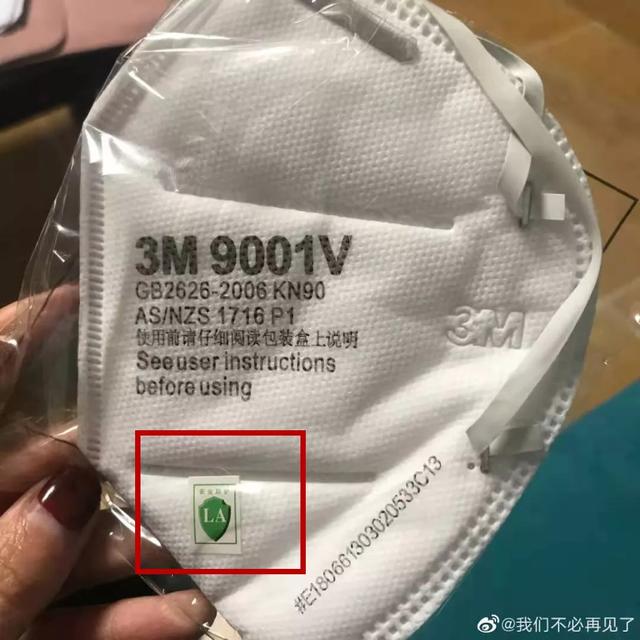 3M 9001V
GB2626-2006 KN90
AS/NZS 1716 P1
使用前请仔细阅读包装盒上说明
See user instructions
before using
3M
LA
#E180661303020533C13
@我们不必再见了